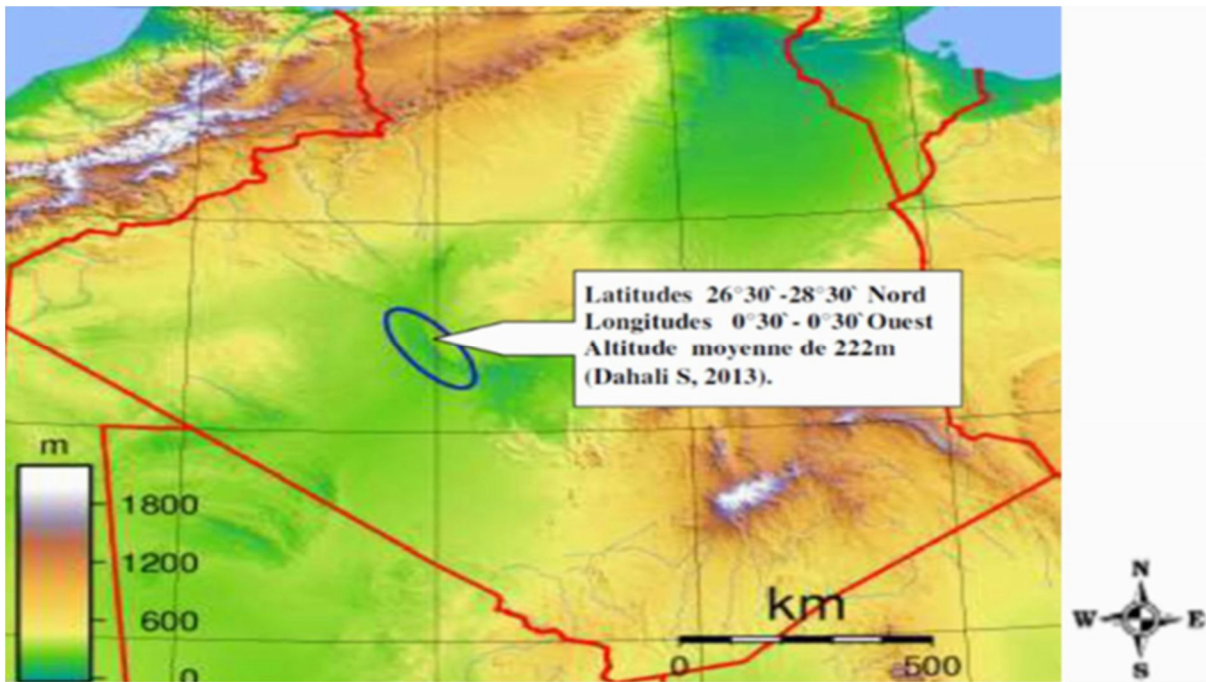 Latitudes 26°30`-28°30` Nord
Longitudes 0°30`- 0°30`Ouest
Altitude moyenne de 222m
(Dahali S, 2013).
m
1800
1200
600
0
km
0 500
N
W E
S